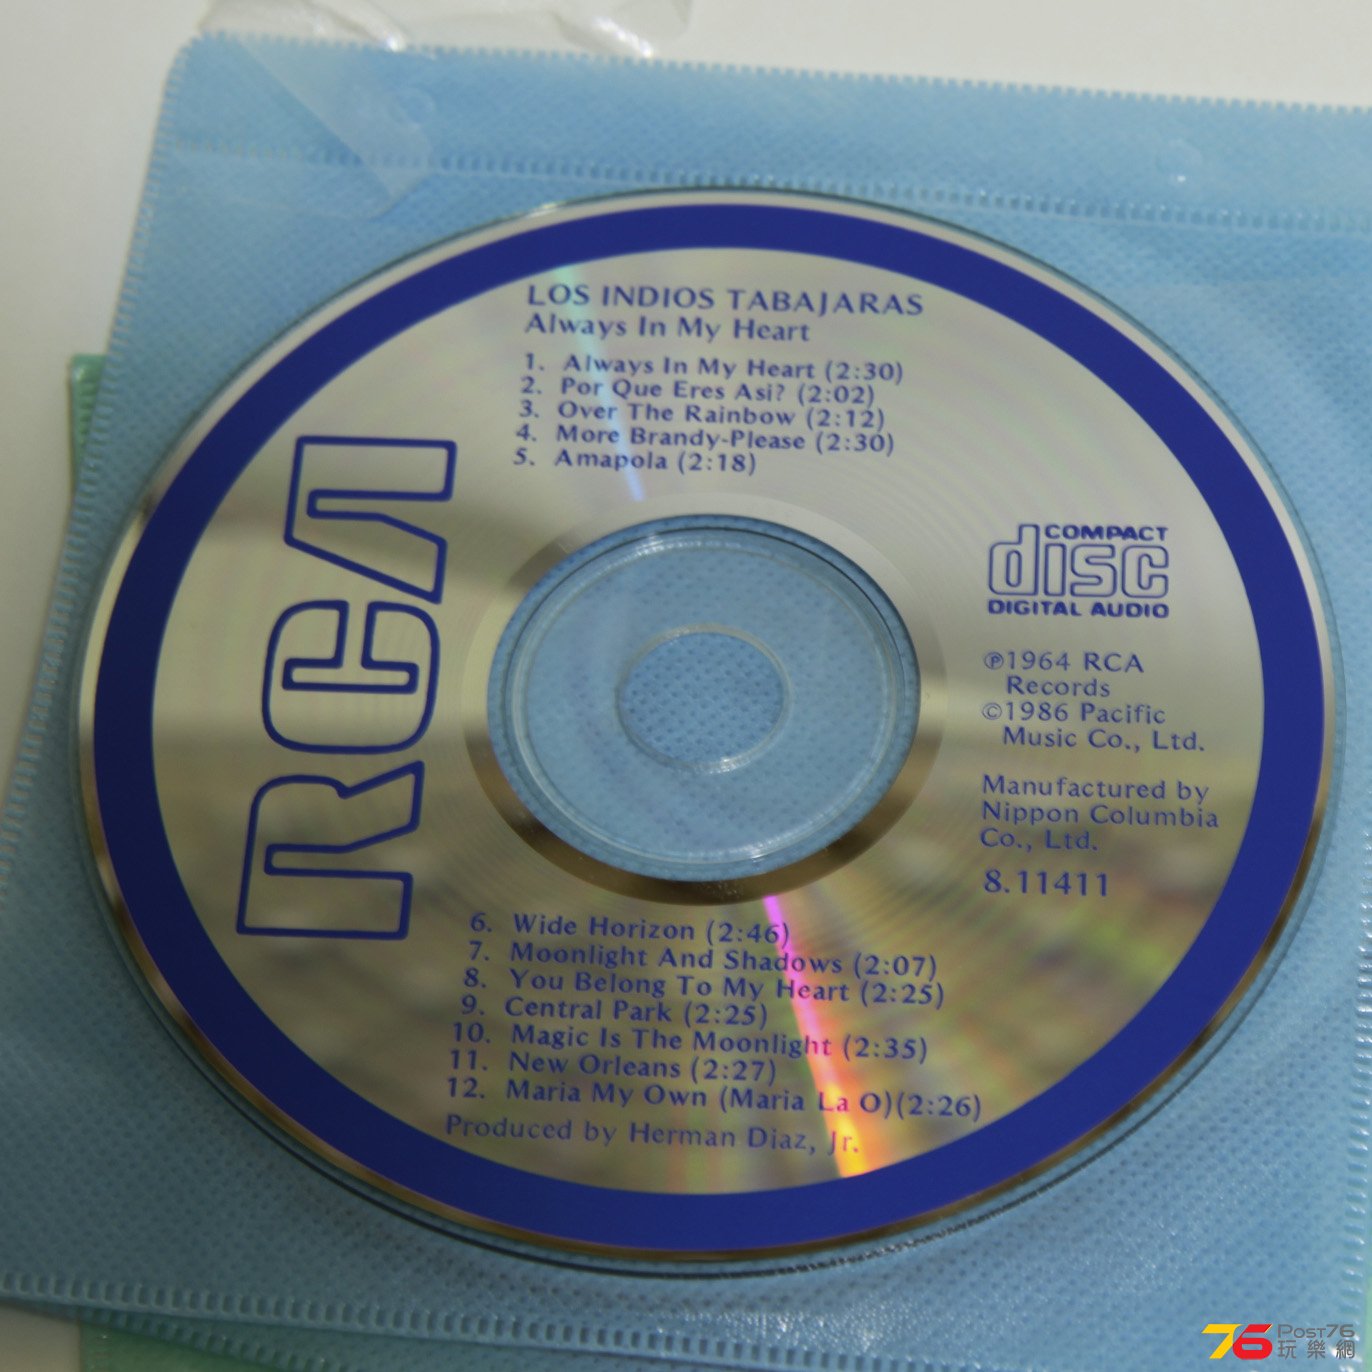 LOS INDIOS TABAJARAS
Always In My Heart
1. Always In My Heart (2:30)
2. Por Que Eres Asi? (2:02)
3. Over The Rainbow (2:12)
4. More Brandy-Please (2:30)
5. Amapola (2:18)
RCA
COMPACT
disc
DIGITAL AUDIO
℗1964 RCA
Records
©1986 Pacific
Music Co., Ltd.
Manufactured by
Nippon Columbia
Co., Ltd.
8.11411
6. Wide Horizon (2:46)
7. Moonlight And Shadows (2:07)
8. You Belong To My Heart (2:25)
9. Central Park (2:25)
10. Magic Is The Moonlight (2:35)
11. New Orleans (2:27)
12. Maria My Own (Maria La O)(2:26)
Produced by Herman Diaz, Jr.
76 Post76
玩樂網